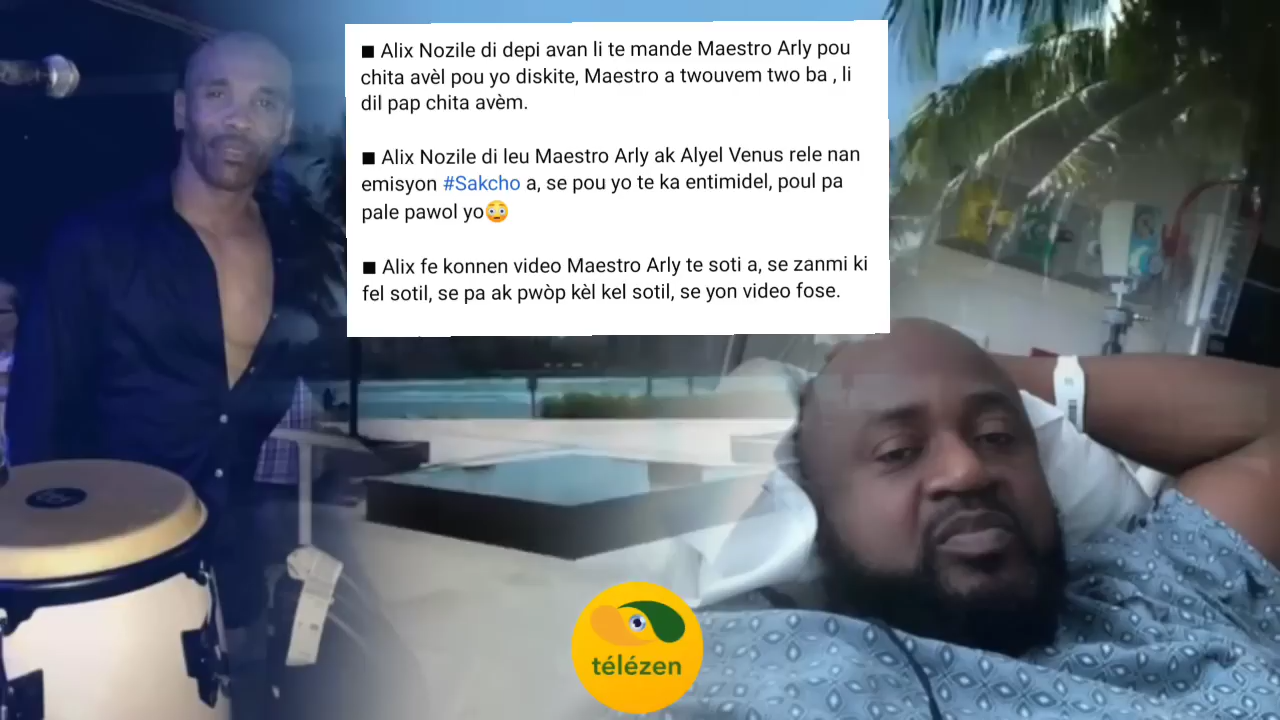 ■ Alix Nozile di depi avan li te mande Maestro Arly pou
chita avèl pou yo diskite, Maestro a twouvem two ba , li
dil pap chita avèm.
■ Alix Nozile di leu Maestro Arly ak Alyel Venus rele nan
emisyon #Sakcho a, se pou yo te ka entimidel, poul pa
pale pawol yo😳
■ Alix fe konnen video Maestro Arly te soti a, se zanmi ki
fel sotil, se pa ak pwòp kèl kel sotil, se yon video fose.
télézen